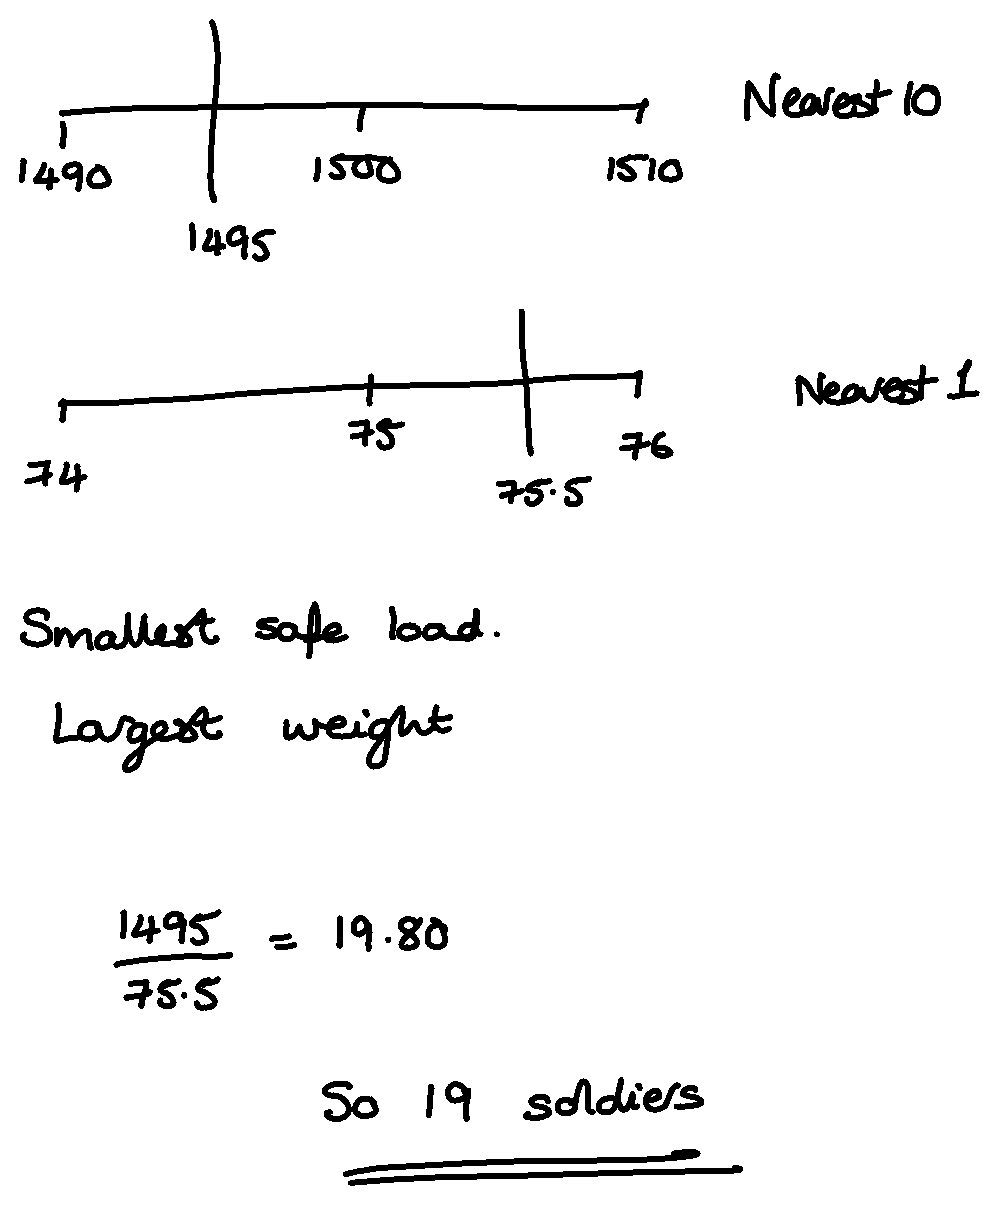 Nearest 10
1490 1500 1510
1495
Nearest 1
74 75 76
75.5
Smallest safe load.
Largest weight
1495
75.5
= 19.80
So 19 soldiers